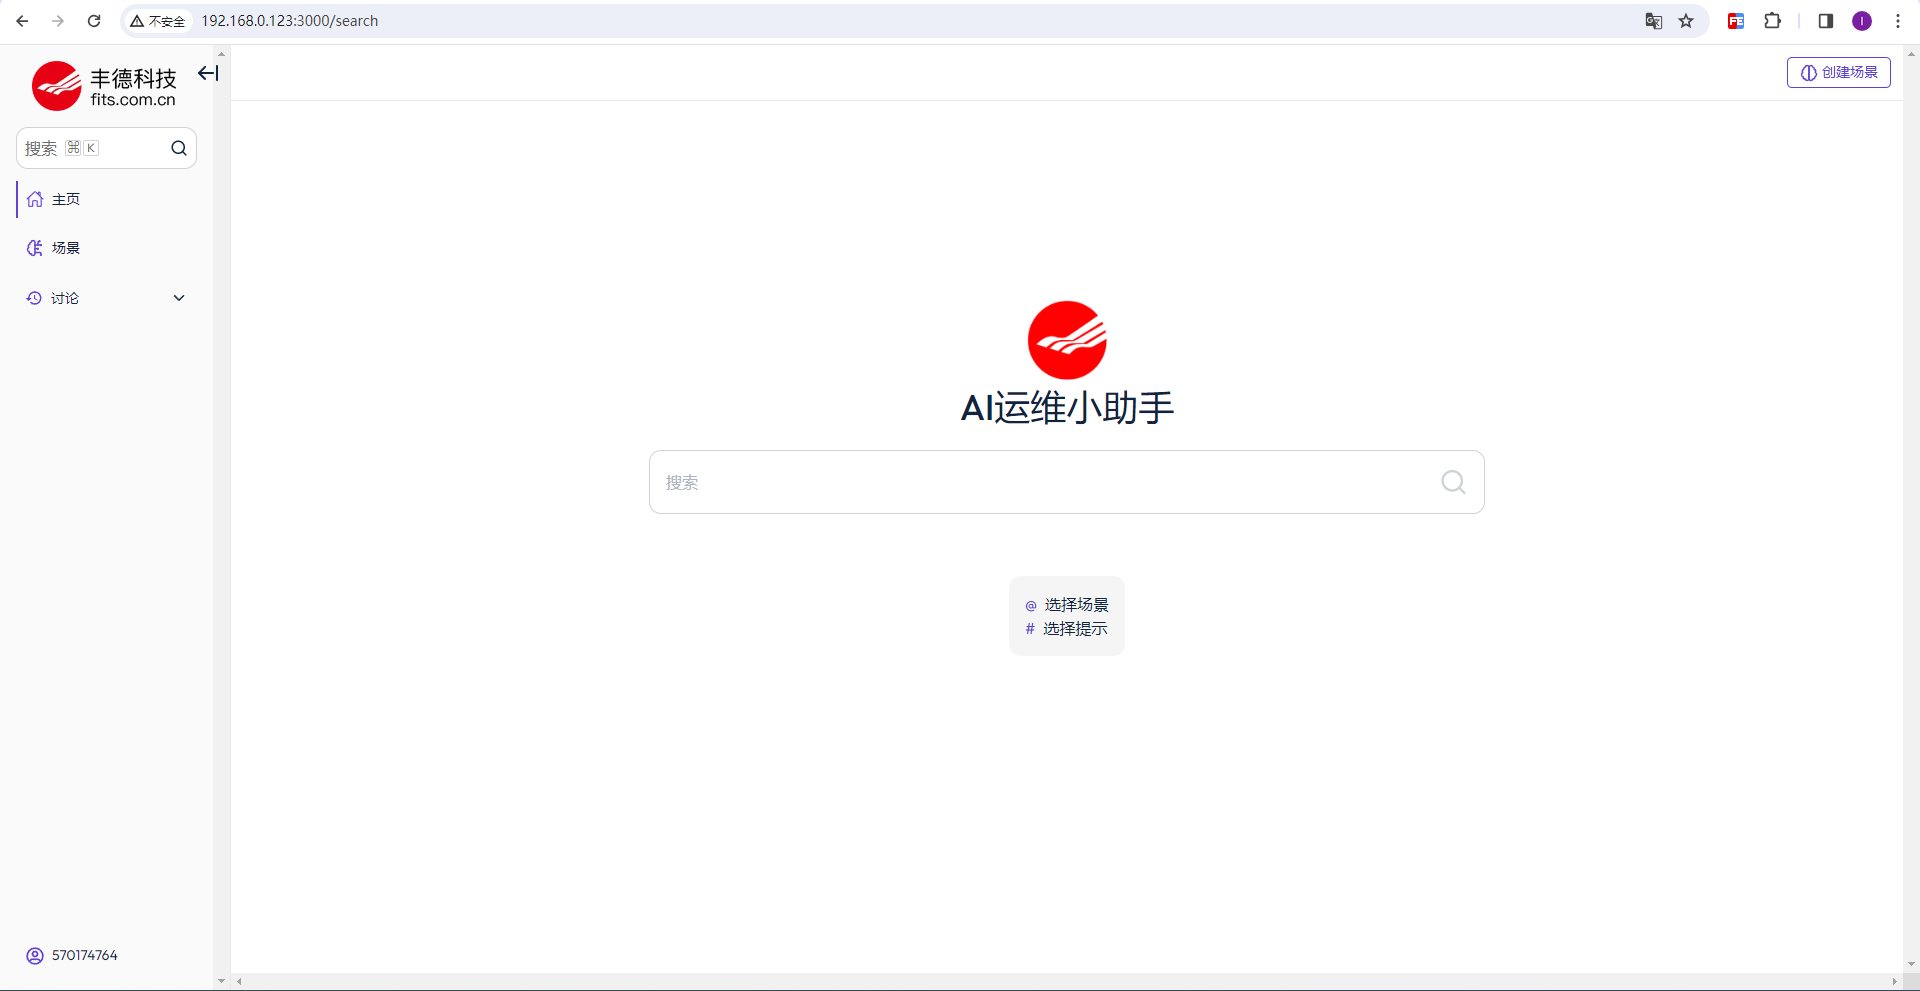 不安全
192.168.0.123:3000/search
I
丰德科技
fits.com.cn
搜索 ⌘ K
主页
场景
讨论
570174764
创建场景
AI运维小助手
搜索
@ 选择场景
# 选择提示